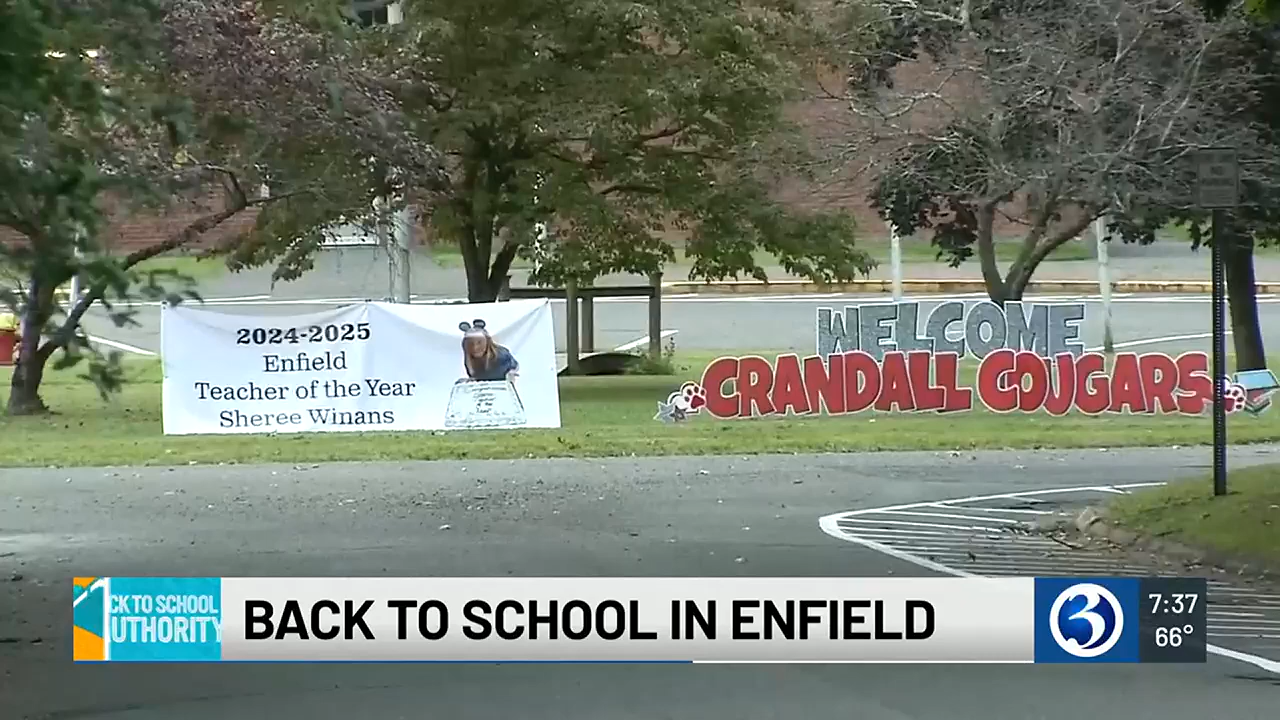 2024-2025
Enfield
Teacher of the Year
Sheree Winans
WELCOME
CRANDALL COUGARS
CK TO SCHOOL
UTHORITY
BACK TO SCHOOL IN ENFIELD
3
7:37
66°